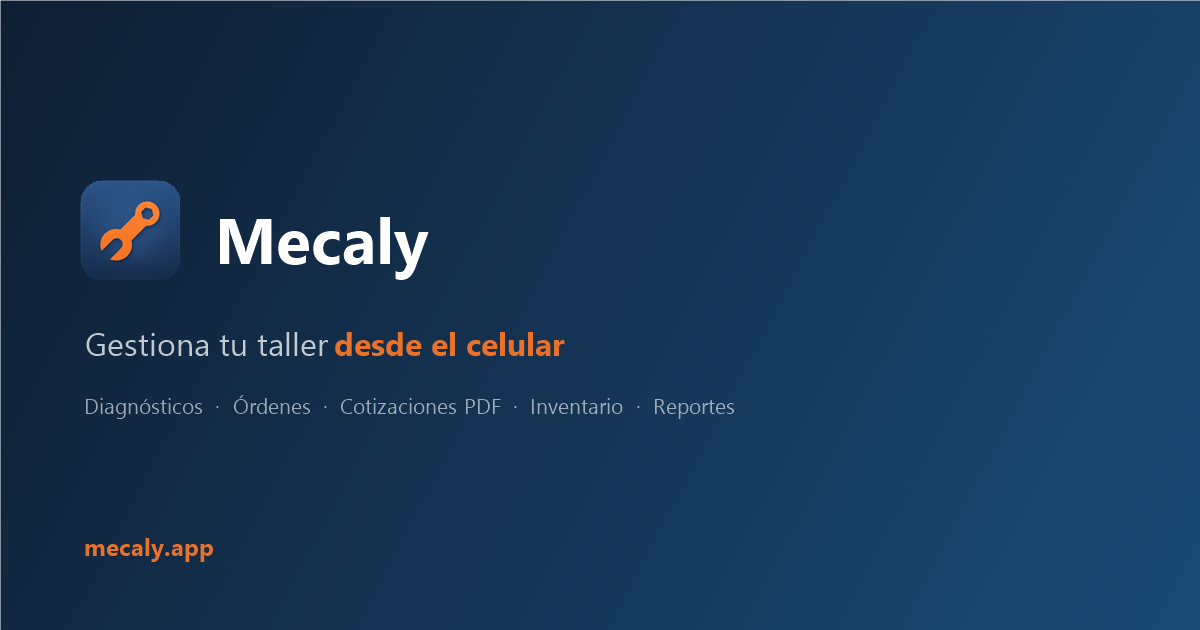 Mecaly
Gestiona tu taller desde el celular
Diagnósticos · Órdenes · Cotizaciones PDF · Inventario · Reportes
mecaly.app